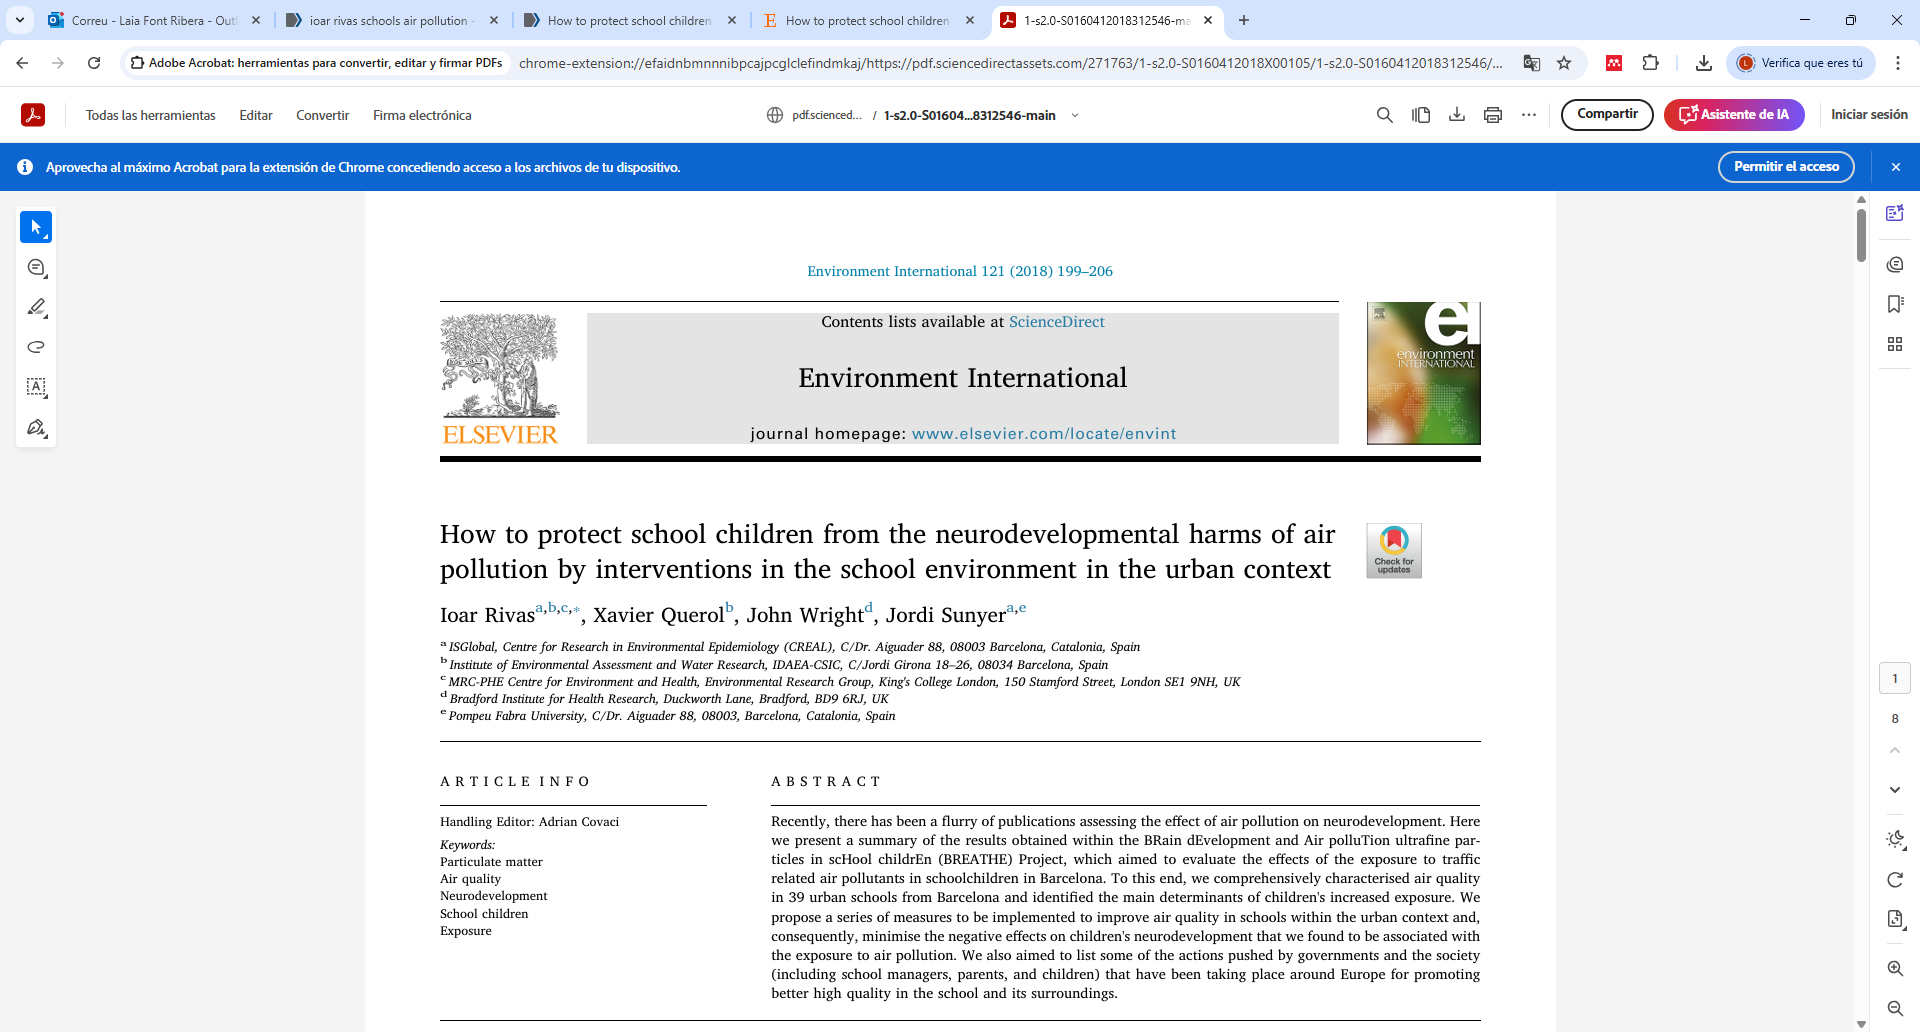 Correu - Laia Font Ribera - Out
ioar rivas schools air pollution -
How to protect school children
How to protect school children
1-s2.0-S0160412018312546-ma
Adobe Acrobat: herramientas para convertir, editar y firmar PDFs
chrome-extension://efaidnbmnnnibpcajpcglclefindmkaj/https://pdf.sciencedirectassets.com/271763/1-s2.0-S0160412018X00105/1-s2.0-S0160412018312546/...
Verifica que eres tú
Todas las herramientas
Editar
Convertir
Firma electrónica
pdf.scienced... / 1-s2.0-S01604...8312546-main
Compartir
Asistente de IA
Iniciar sesión
Aprovecha al máximo Acrobat para la extensión de Chrome concediendo acceso a los archivos de tu dispositivo.
Permitir el acceso
Environment International 121 (2018) 199–206
Contents lists available at ScienceDirect
Environment International
journal homepage: www.elsevier.com/locate/envint
ELSEVIER
ei
environment
INTERNATIONAL
How to protect school children from the neurodevelopmental harms of air
pollution by interventions in the school environment in the urban context
Check for
updates
Ioar Rivasa,b,c,*, Xavier Querolb, John Wrightd, Jordi Sunyera,e
a ISGlobal, Centre for Research in Environmental Epidemiology (CREAL), C/Dr. Aiguader 88, 08003 Barcelona, Catalonia, Spain
b Institute of Environmental Assessment and Water Research, IDAEA-CSIC, C/Jordi Girona 18–26, 08034 Barcelona, Spain
c MRC-PHE Centre for Environment and Health, Environmental Research Group, King's College London, 150 Stamford Street, London SE1 9NH, UK
d Bradford Institute for Health Research, Duckworth Lane, Bradford, BD9 6RJ, UK
e Pompeu Fabra University, C/Dr. Aiguader 88, 08003, Barcelona, Catalonia, Spain
ARTICLE INFO
Handling Editor: Adrian Covaci
Keywords:
Particulate matter
Air quality
Neurodevelopment
School children
Exposure
ABSTRACT
Recently, there has been a flurry of publications assessing the effect of air pollution on neurodevelopment. Here
we present a summary of the results obtained within the BRain dEvelopment and Air polluTion ultrafine par-
ticles in scHool childrEn (BREATHE) Project, which aimed to evaluate the effects of the exposure to traffic
related air pollutants in schoolchildren in Barcelona. To this end, we comprehensively characterised air quality
in 39 urban schools from Barcelona and identified the main determinants of children's increased exposure. We
propose a series of measures to be implemented to improve air quality in schools within the urban context and,
consequently, minimise the negative effects on children's neurodevelopment that we found to be associated with
the exposure to air pollution. We also aimed to list some of the actions pushed by governments and the society
(including school managers, parents, and children) that have been taking place around Europe for promoting
better high quality in the school and its surroundings.
1
8